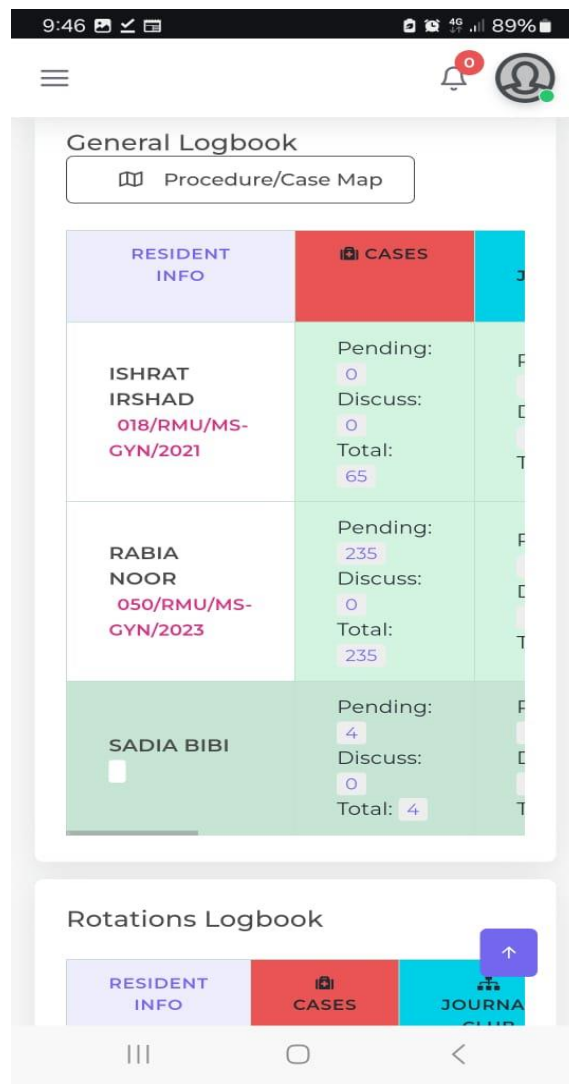 9:46
4G
89%
0
General Logbook
Procedure/Case Map
RESIDENT
INFO
CASES
J
ISHRAT
IRSHAD
018/RMU/MS-
GYN/2021
Pending:
0
Discuss:
0
Total:
65
RABIA
NOOR
050/RMU/MS-
GYN/2023
Pending:
235
Discuss:
0
Total:
235
SADIA BIBI
Pending:
4
Discuss:
0
Total: 4
Rotations Logbook
RESIDENT
INFO
CASES
JOURNA